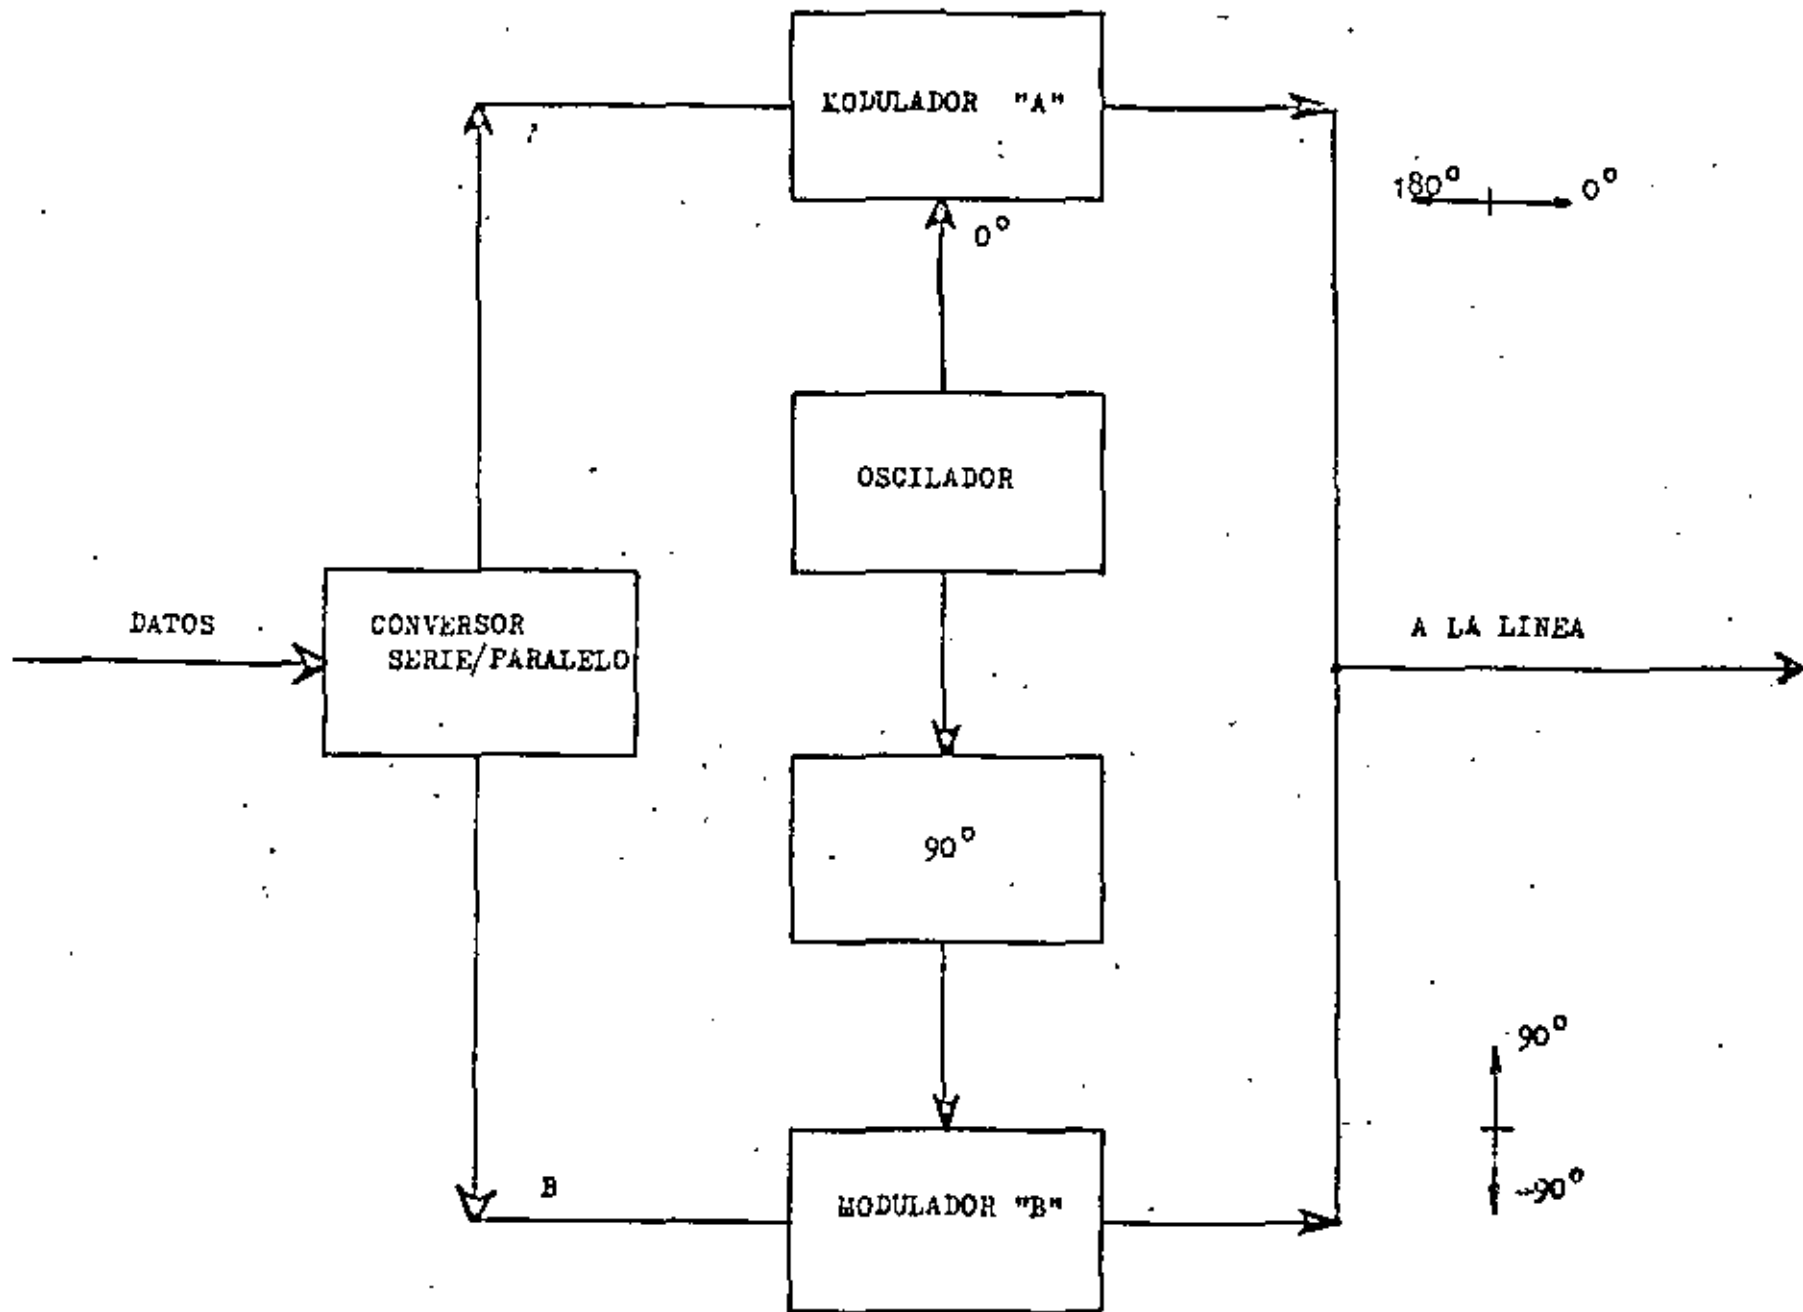 MODULADOR "A"
180°
0°
0°
OSCILADOR
DATOS
CONVERSOR
SERIE/PARALELO
A LA LINEA
90°
90°
-90°
B
MODULADOR "B"